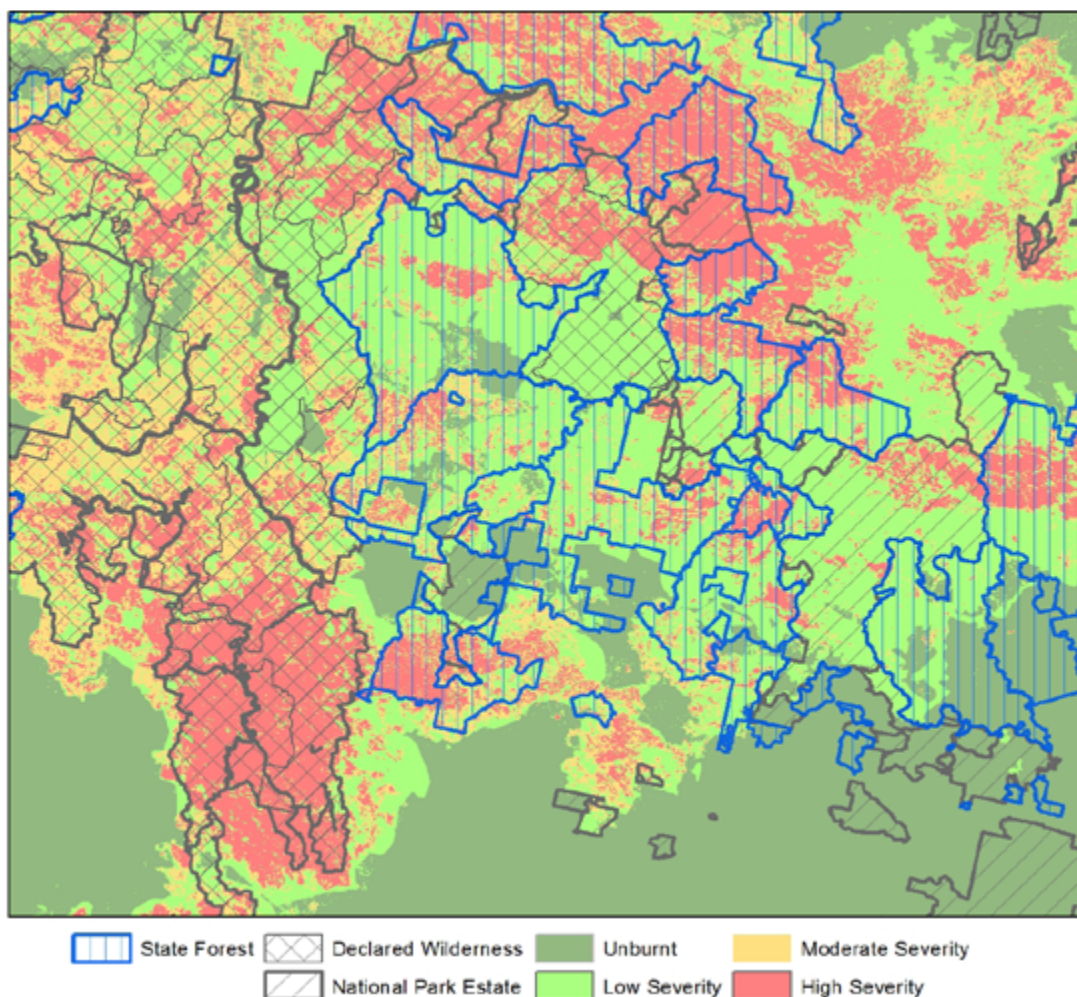 State Forest Declared Wilderness Unburnt Moderate Severity
National Park Estate Low Severity High Severity